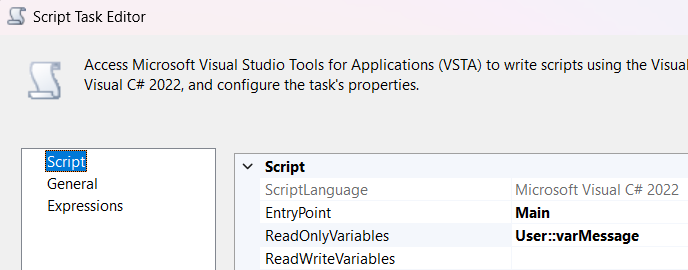 Script Task Editor
Access Microsoft Visual Studio Tools for Applications (VSTA) to write scripts using the Visual
Visual C# 2022, and configure the task's properties.
Script
General
Expressions
Script
ScriptLanguage Microsoft Visual C# 2022
EntryPoint Main
ReadOnlyVariables User::varMessage
ReadWriteVariables